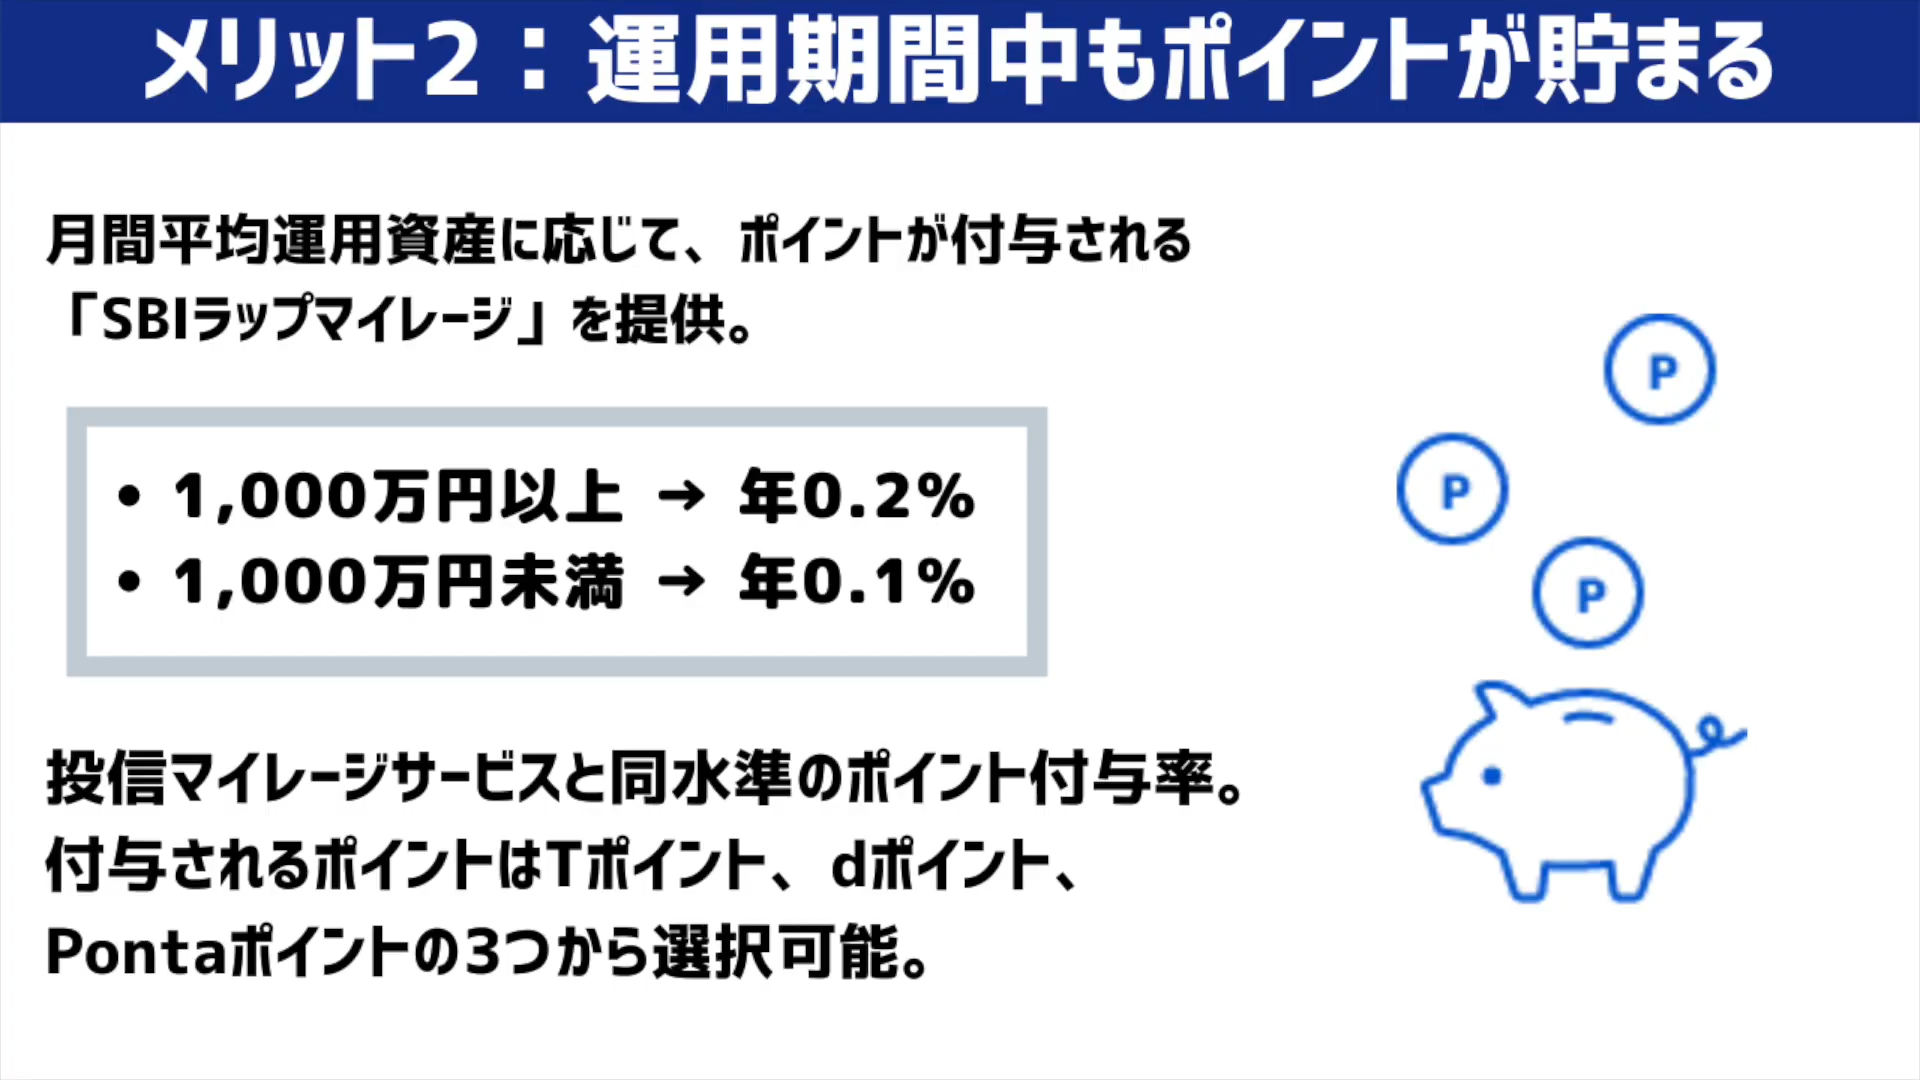 メリット2：運用期間中もポイントが貯まる
月間平均運用資産に応じて、ポイントが付与される
「SBIラップマイレージ」を提供。
• 1,000万円以上 → 年0.2%
• 1,000万円未満 → 年0.1%
投信マイレージサービスと同水準のポイント付与率。
付与されるポイントはTポイント、dポイント、
Pontaポイントの3つから選択可能。
P
P
P